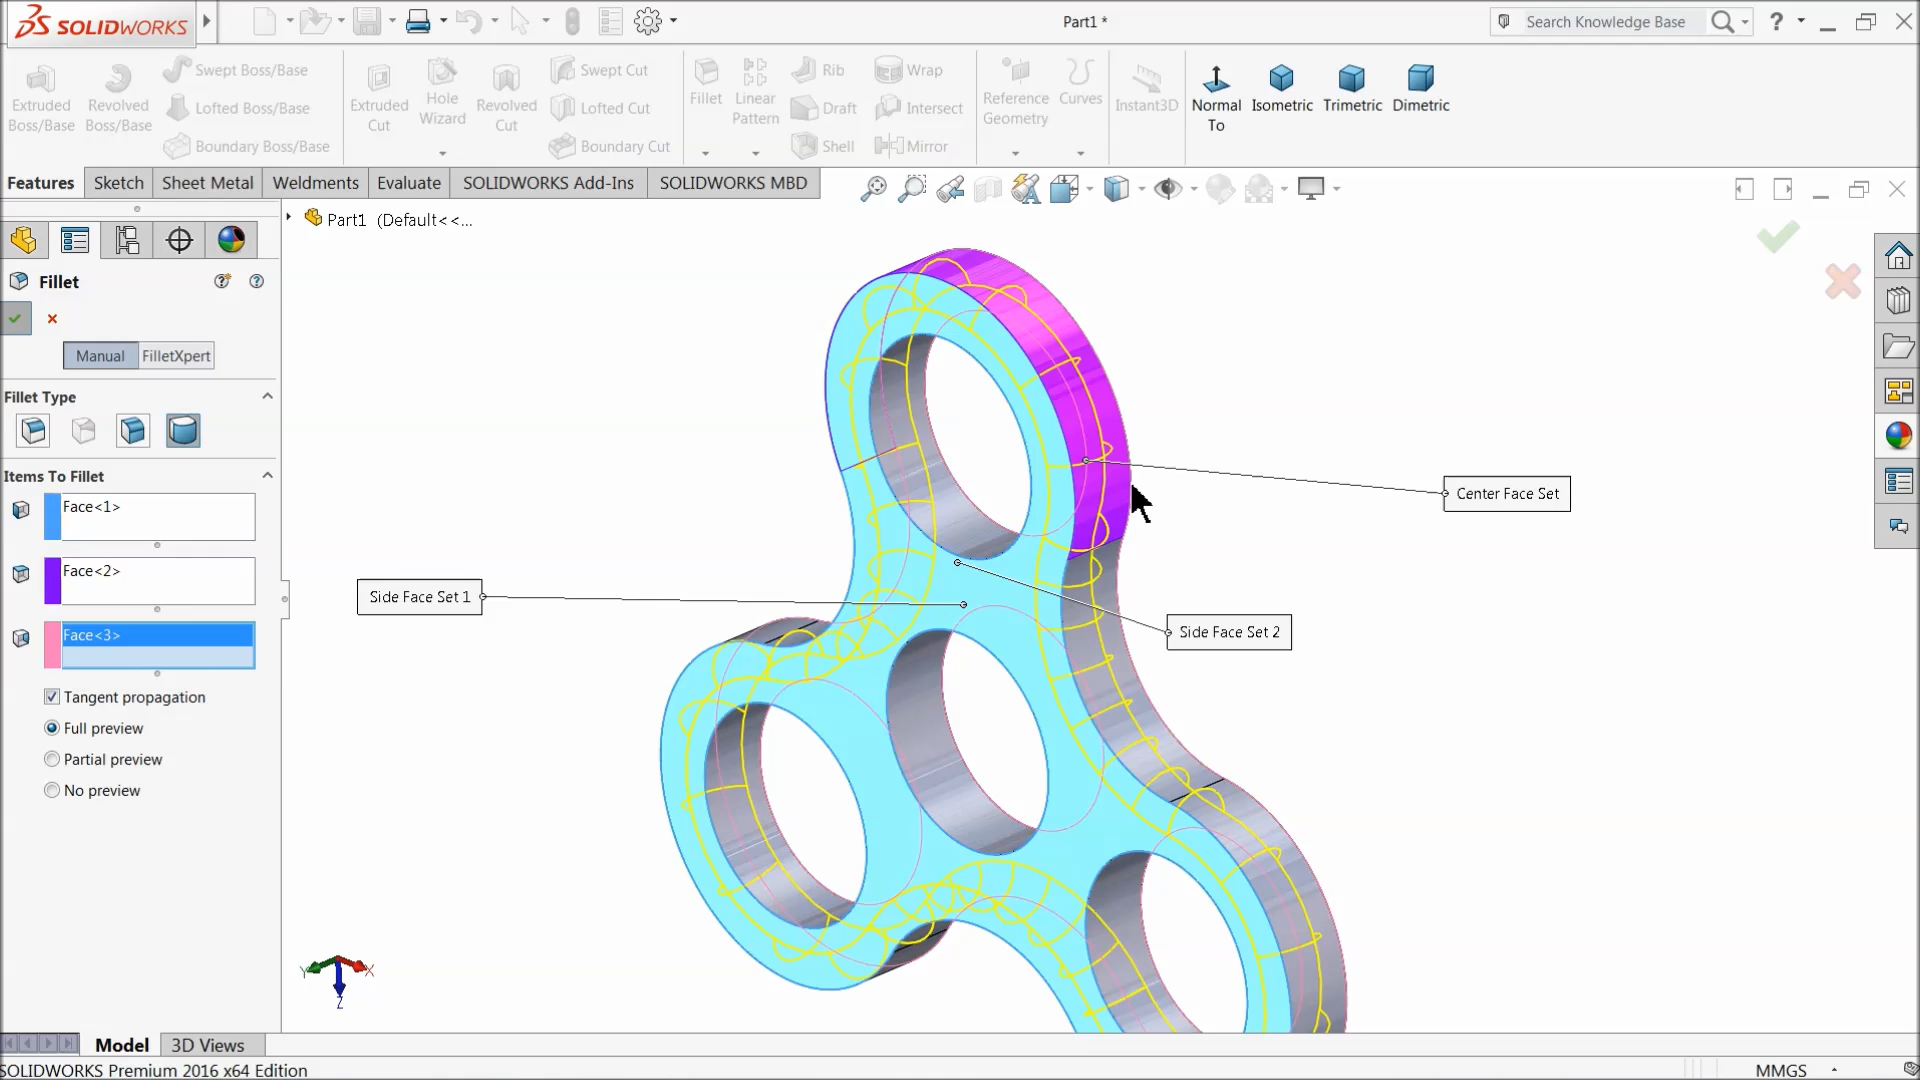 SOLIDWORKS
Part1 *
Search Knowledge Base
?
Extruded
Boss/Base
Revolved
Boss/Base
Swept Boss/Base
Lofted Boss/Base
Boundary Boss/Base
Extruded
Cut
Hole
Wizard
Revolved
Cut
Swept Cut
Lofted Cut
Boundary Cut
Fillet
Linear
Pattern
Rib
Draft
Shell
Wrap
Intersect
Mirror
Reference
Geometry
Curves
Instant3D
Normal
To
Isometric
Trimetric
Dimetric
Features
Sketch
Sheet Metal
Weldments
Evaluate
SOLIDWORKS Add-Ins
SOLIDWORKS MBD
Part1 (Default<<...
Fillet
Manual
FilletXpert
Fillet Type
Items To Fillet
Face<1>
Face<2>
Face<3>
Tangent propagation
Full preview
Partial preview
No preview
Center Face Set
Side Face Set 1
Side Face Set 2
Y
X
Z
Model
3D Views
SOLIDWORKS Premium 2016 x64 Edition
MMGS